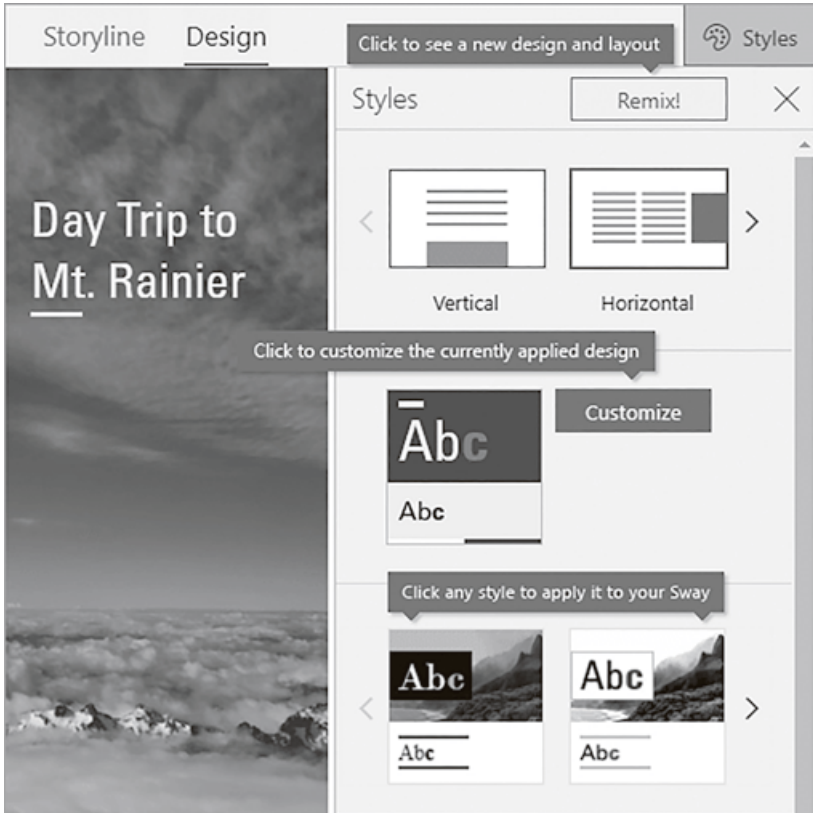 Storyline Design
Click to see a new design and layout
Styles
Styles
Remix!
Day Trip to
Mt. Rainier
Vertical
Horizontal
Click to customize the currently applied design
Customize
Abc
Abc
Click any style to apply it to your Sway
Abc
Abc
Abc
Abc